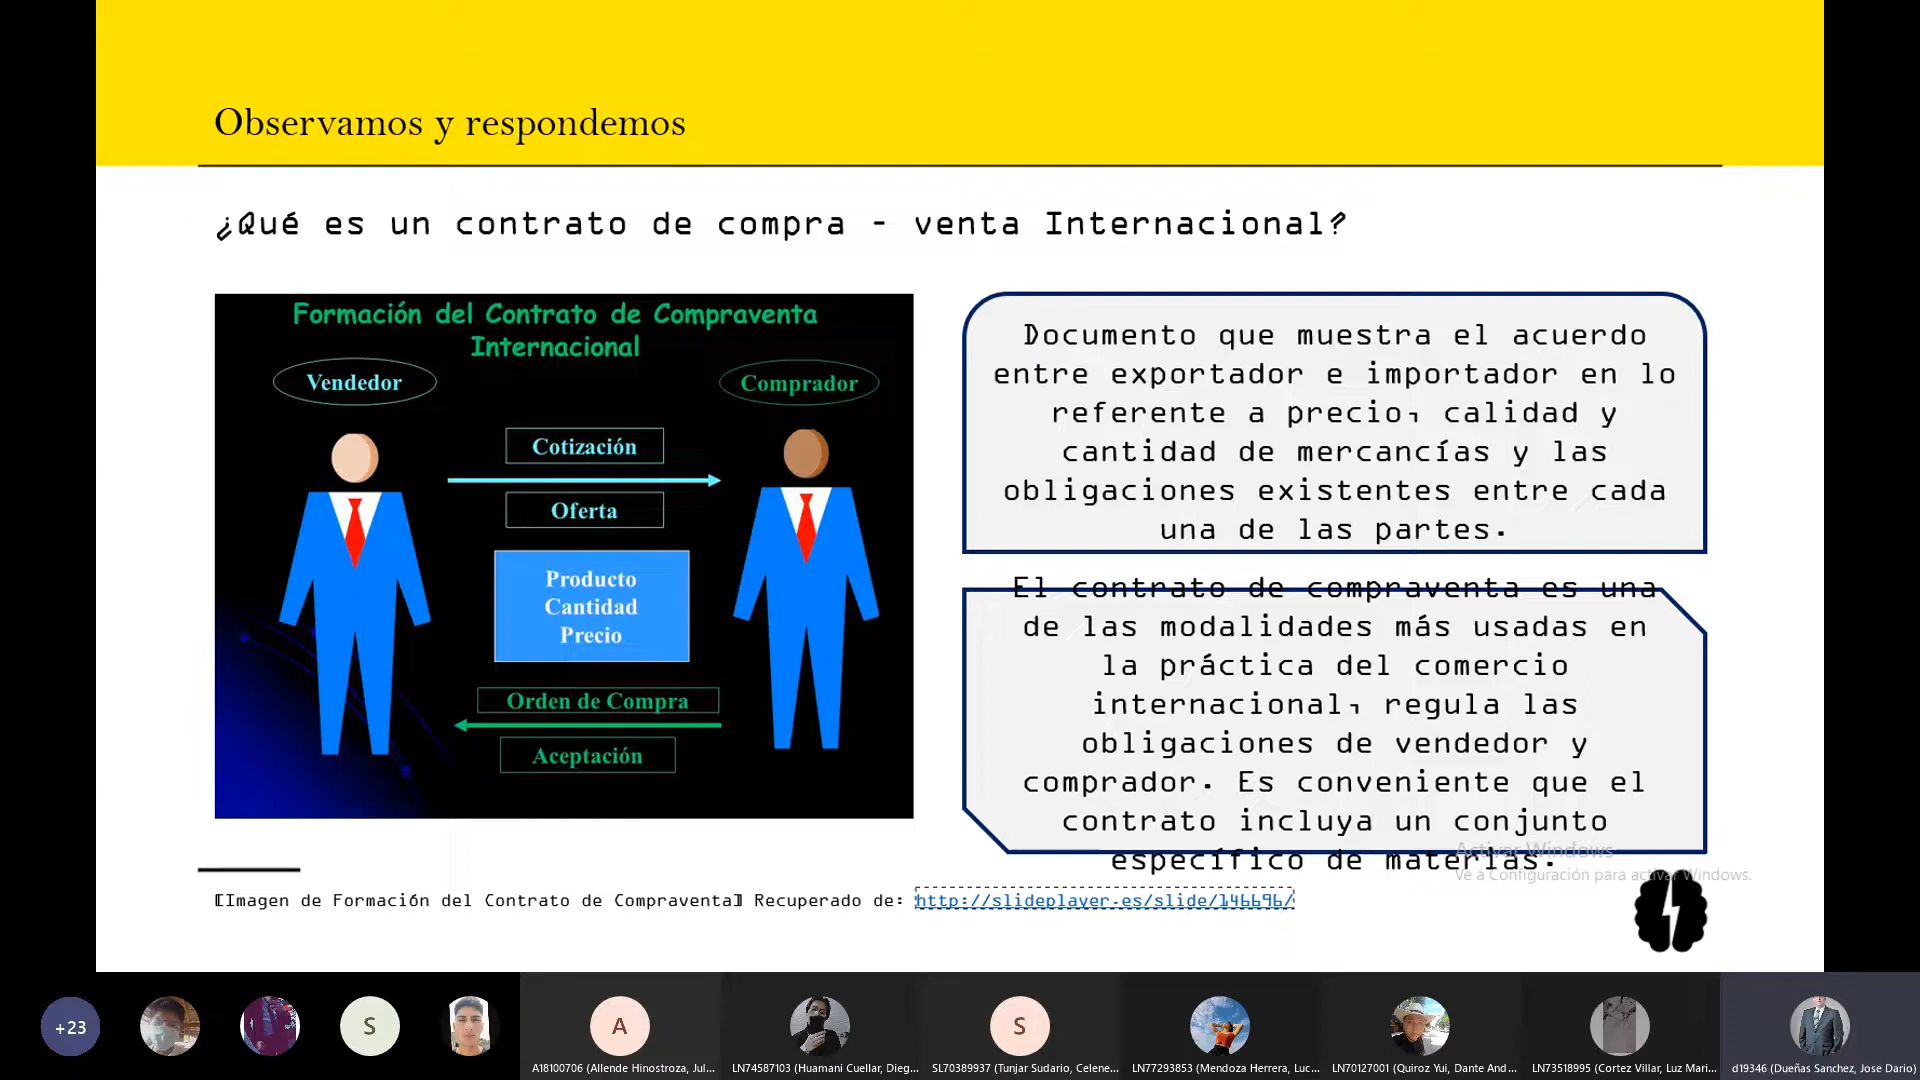 Observamos y respondemos
¿Qué es un contrato de compra - venta Internacional?
Formación del Contrato de Compraventa
Internacional
Vendedor
Comprador
Cotización
Oferta
Producto
Cantidad
Precio
Orden de Compra
Aceptación
Documento que muestra el acuerdo
entre exportador e importador en lo
referente a precio, calidad y
cantidad de mercancías y las
obligaciones existentes entre cada
una de las partes.
El contrato de compraventa es una
de las modalidades más usadas en
la práctica del comercio
internacional, regula las
obligaciones de vendedor y
comprador. Es conveniente que el
contrato incluya un conjunto
específico de materias.
Activar Windows
Ve a Configuración para activar Windows.
[Imagen de Formación del Contrato de Compraventa] Recuperado de: http://slideplayer.es/slide/146696/
+23
S
A
S
A18100706 (Allende Hinostroza, Jul...
LN74587103 (Huamani Cuellar, Dieg...
SL70389937 (Tunjar Sudario, Celene...
LN77293853 (Mendoza Herrera, Luc...
LN70127001 (Quiroz Yui, Dante And...
LN73518995 (Cortez Villar, Luz Mari...
d19346 (Dueñas Sanchez, Jose Dario)